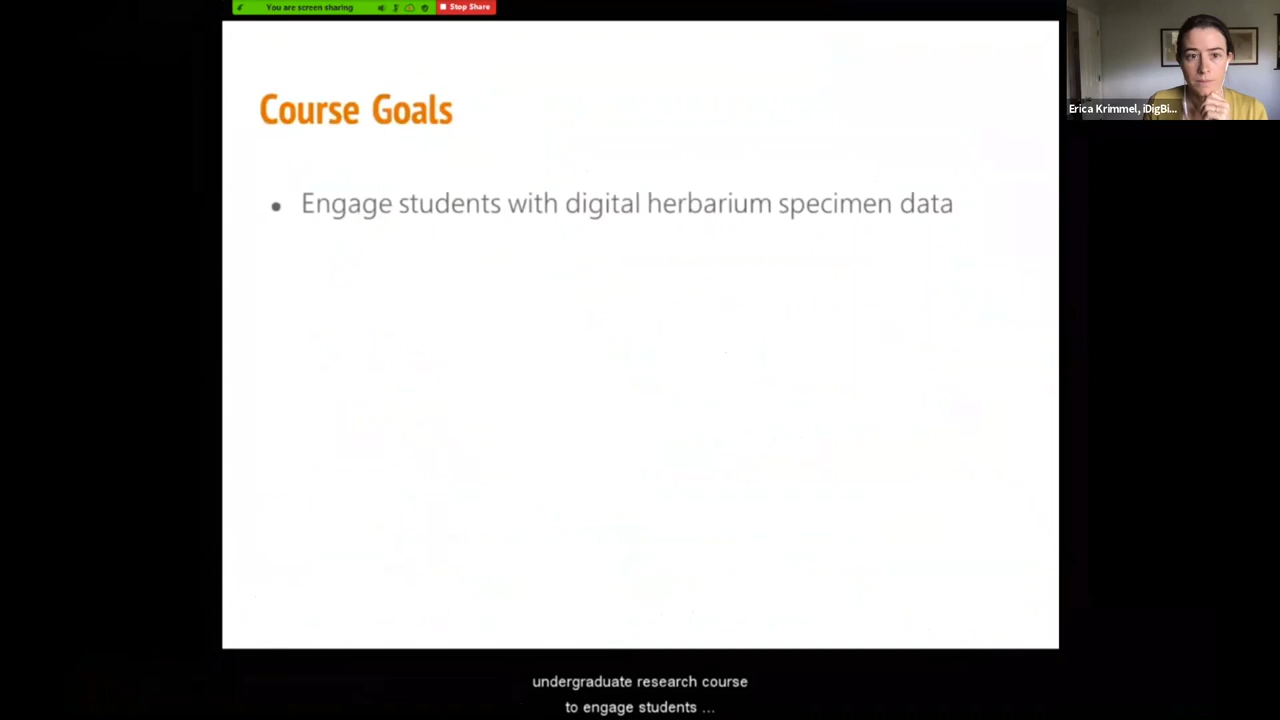 You are screen sharing
Stop Share
Erica Krimmel, iDigBi...
Course Goals
• Engage students with digital herbarium specimen data
undergraduate research course
to engage students ...